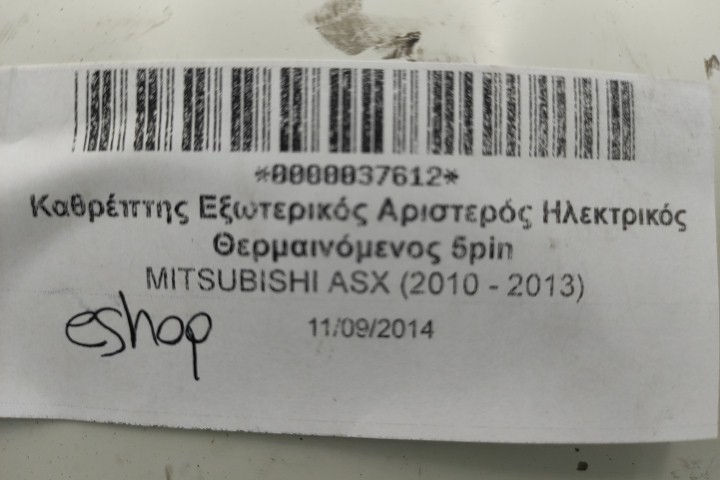 *0000037612*
Καθρέπτης Εξωτερικός Αριστερός Ηλεκτρικός
Θερμαινόμενος 5pin
MITSUBISHI ASX (2010 - 2013)
eshop 11/09/2014